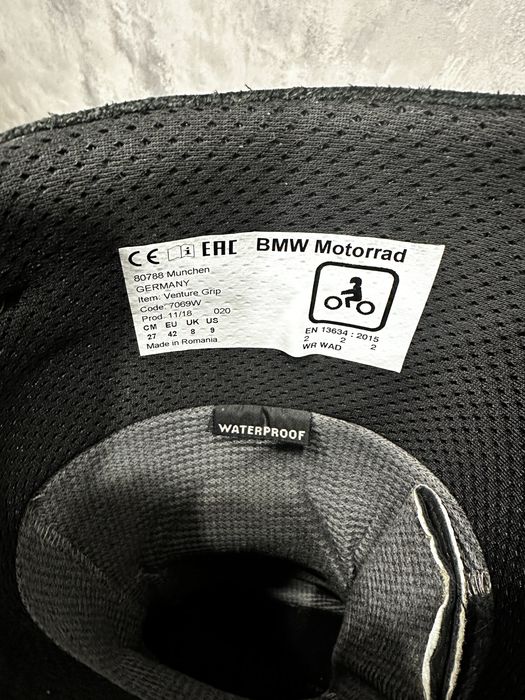 CE i EAC BMW Motorrad
80788 Munchen
GERMANY
Item: Venture Grip
Code: 7069W
Prod. 11/18 020
CM EU UK US
27 42 8 9
Made in Romania
EN 13634 : 2015
2 2 2
WR WAD
WATERPROOF